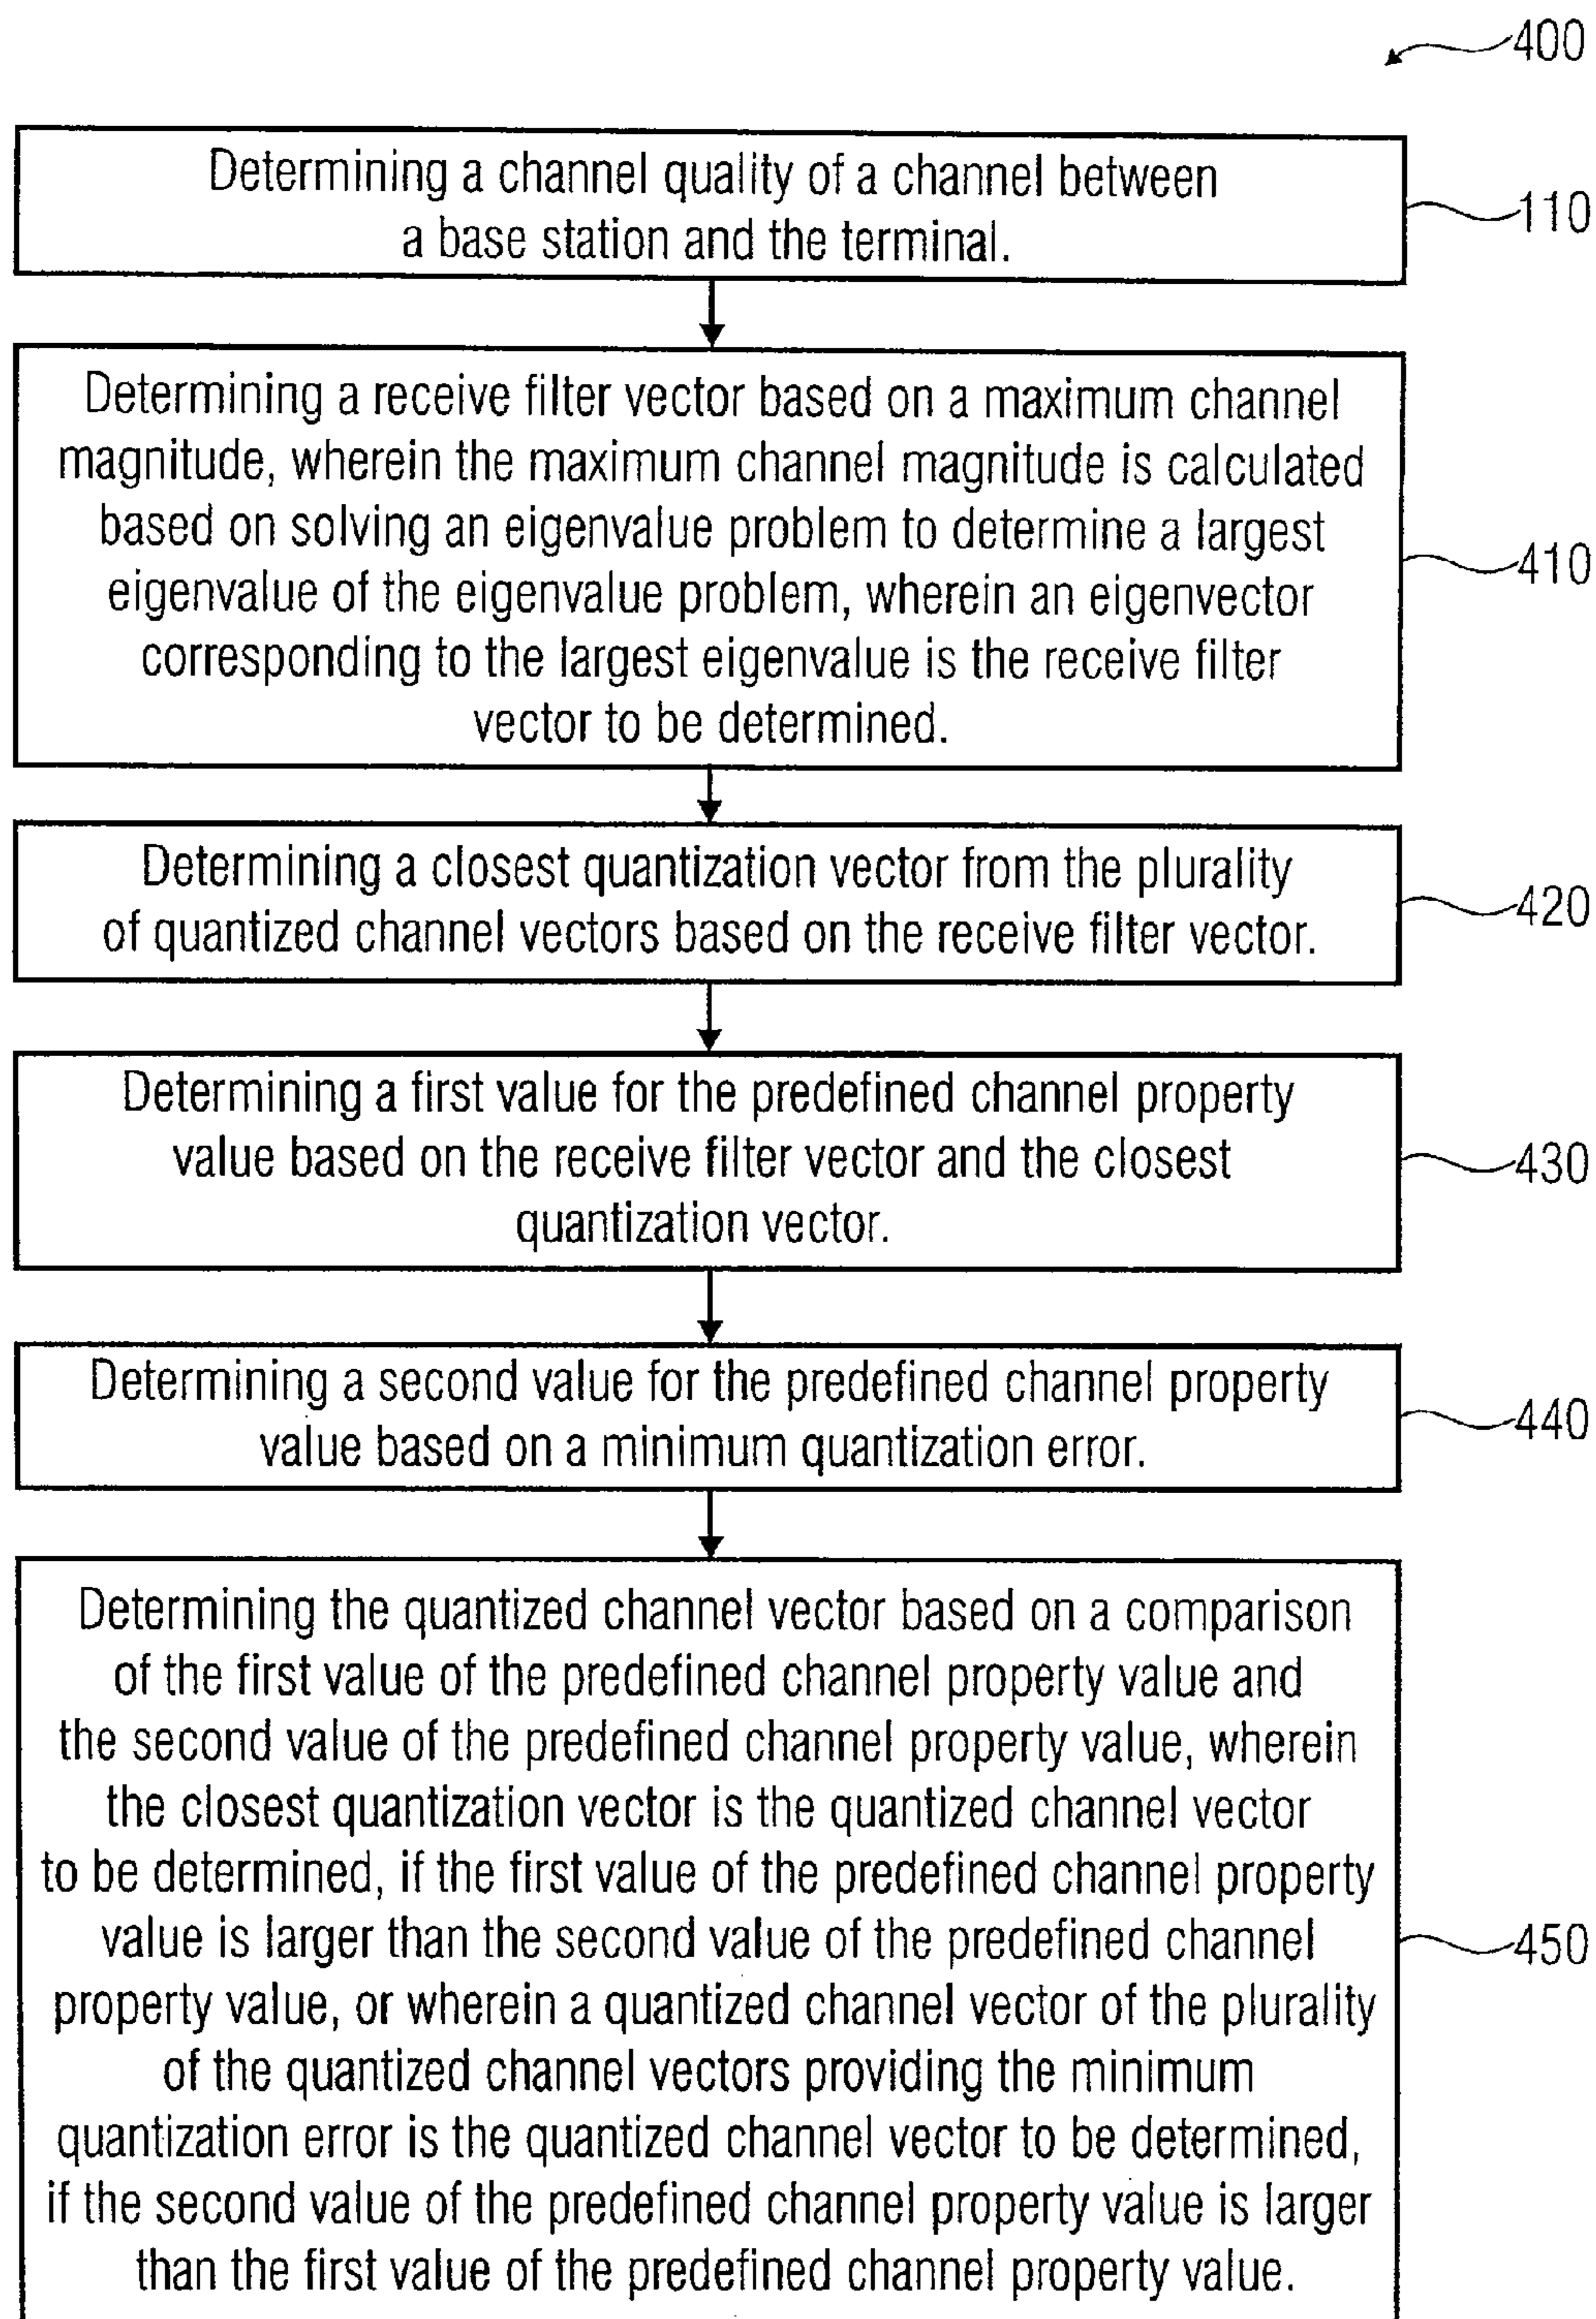 400
Determining a channel quality of a channel between
a base station and the terminal.
110
Determining a receive filter vector based on a maximum channel
magnitude, wherein the maximum channel magnitude is calculated
based on solving an eigenvalue problem to determine a largest
eigenvalue of the eigenvalue problem, wherein an eigenvector
corresponding to the largest eigenvalue is the receive filter
vector to be determined.
410
Determining a closest quantization vector from the plurality
of quantized channel vectors based on the receive filter vector.
420
Determining a first value for the predefined channel property
value based on the receive filter vector and the closest
quantization vector.
430
Determining a second value for the predefined channel property
value based on a minimum quantization error.
440
Determining the quantized channel vector based on a comparison
of the first value of the predefined channel property value and
the second value of the predefined channel property value, wherein
the closest quantization vector is the quantized channel vector
to be determined, if the first value of the predefined channel property
value is larger than the second value of the predefined channel
property value, or wherein a quantized channel vector of the plurality
of the quantized channel vectors providing the minimum
quantization error is the quantized channel vector to be determined,
if the second value of the predefined channel property value is larger
than the first value of the predefined channel property value.
450